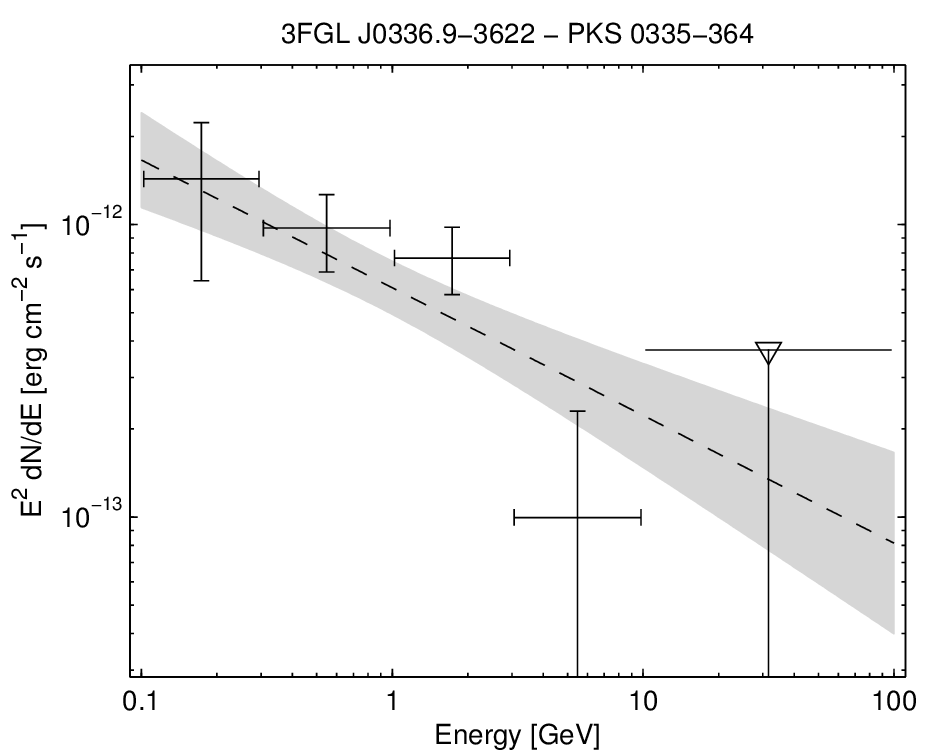 3FGL J0336.9−3622 − PKS 0335−364
E² dN/dE [erg cm⁻² s⁻¹]
10⁻¹²
10⁻¹³
0.1 1 10 100
Energy [GeV]